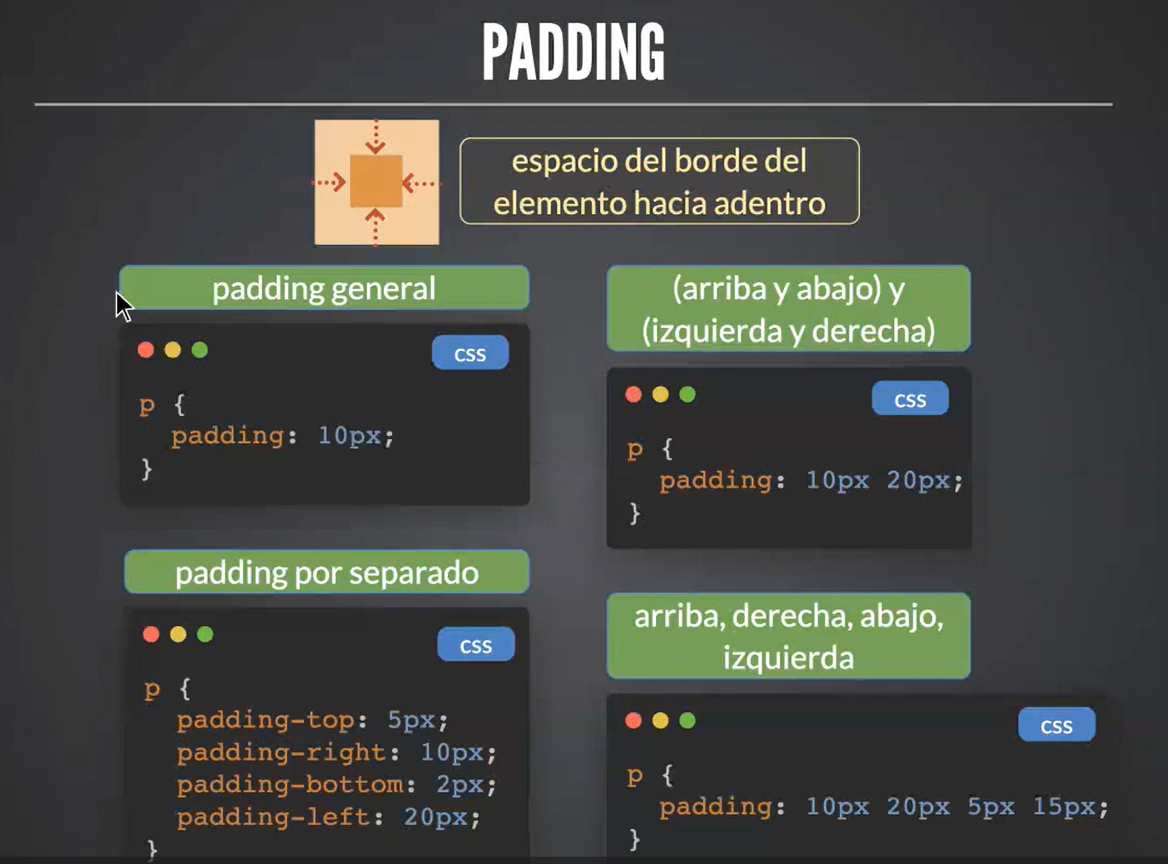 PADDING
espacio del borde del
elemento hacia adentro
padding general
CSS
p {
padding: 10px;
}
padding por separado
CSS
p {
padding-top: 5px;
padding-right: 10px;
padding-bottom: 2px;
padding-left: 20px;
}
(arriba y abajo) y
(izquierda y derecha)
CSS
p {
padding: 10px 20px;
}
arriba, derecha, abajo,
izquierda
CSS
p {
padding: 10px 20px 5px 15px;
}